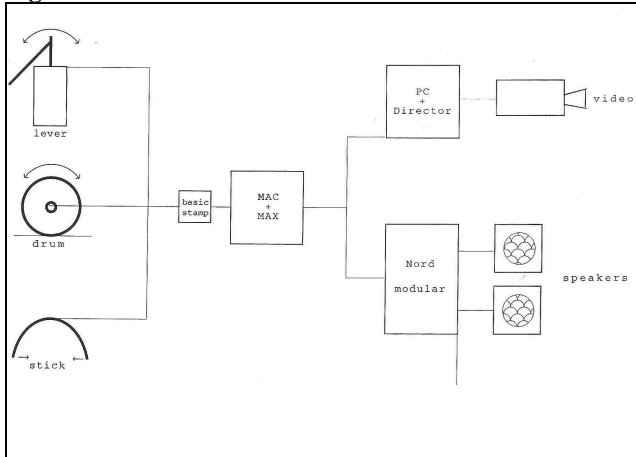 lever
drum
stick
basic
stamp
MAC
+
MAX
PC
+
Director
video
Nord
modular
speakers